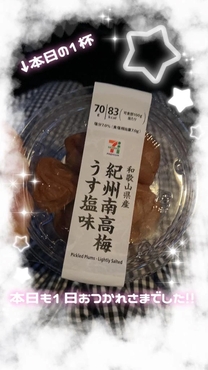 ↓本日の1杯
70g
83
和歌山県産
紀州南高梅
うす塩味
Pickled Plums - Lightly Salted
本日も1日おつかれさまでした!!